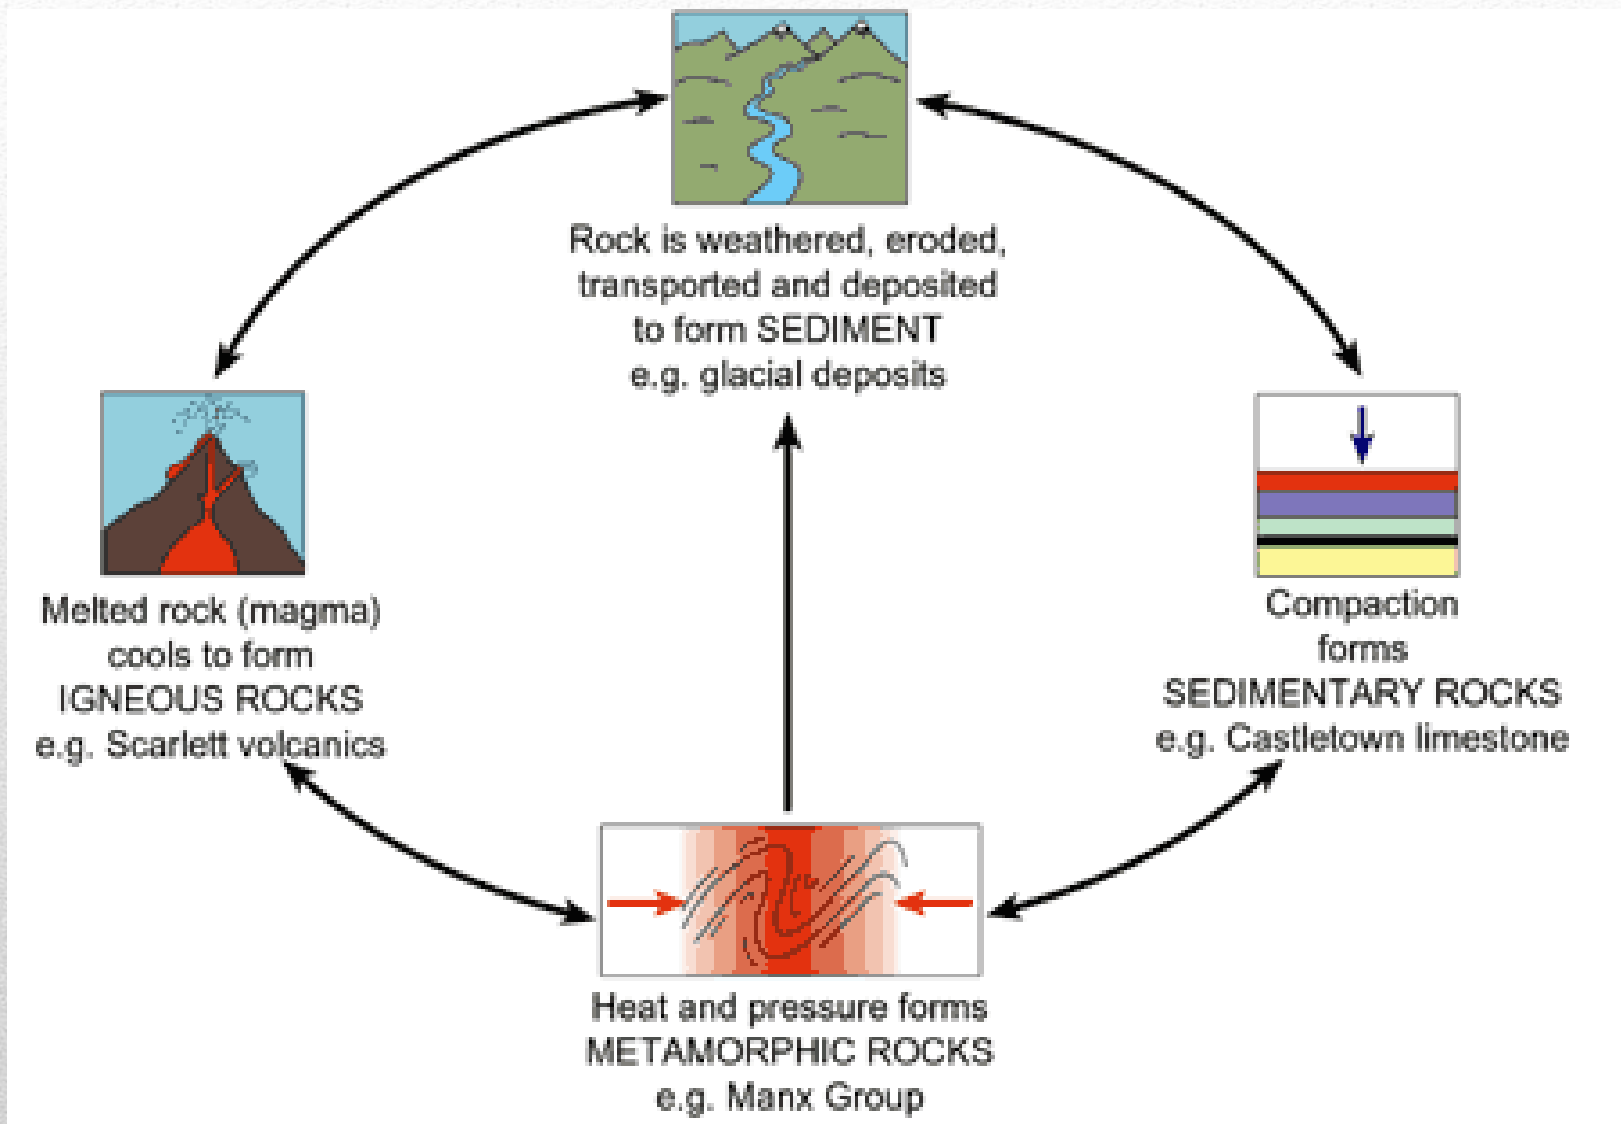 Rock is weathered, eroded,
transported and deposited
to form SEDIMENT
e.g. glacial deposits
Melted rock (magma)
cools to form
IGNEOUS ROCKS
e.g. Scarlett volcanics
Compaction
forms
SEDIMENTARY ROCKS
e.g. Castletown limestone
Heat and pressure forms
METAMORPHIC ROCKS
e.g. Manx Group